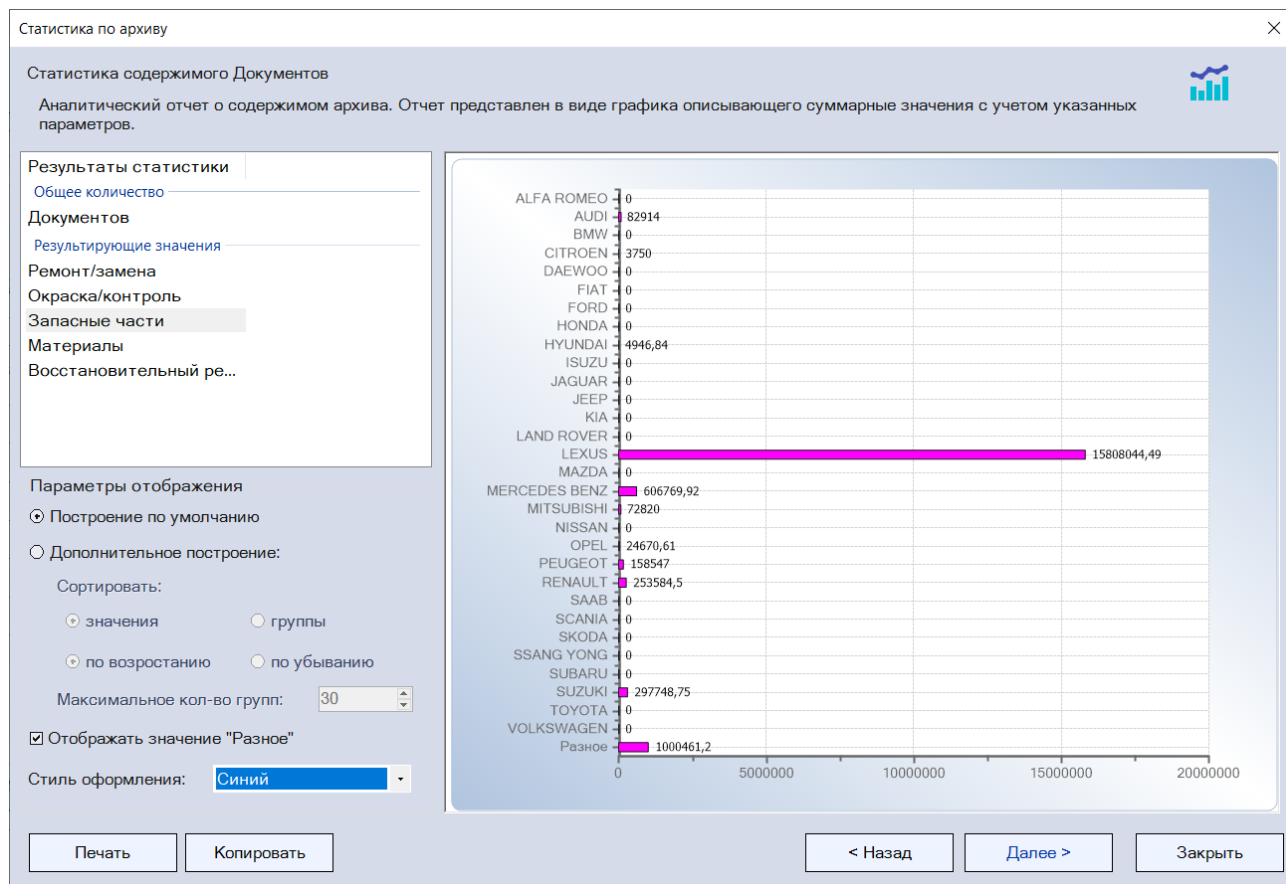 Статистика по архиву
Статистика содержимого Документов
Аналитический отчет о содержимом архива. Отчет представлен в виде графика описывающего суммарные значения с учетом указанных
параметров.
Результаты статистики
Общее количество
Документов
Результирующие значения
Ремонт/замена
Окраска/контроль
Запасные части
Материалы
Восстановительный ре...
Параметры отображения
Построение по умолчанию
Дополнительное построение:
Сортировать:
значения группы
по возростанию по убыванию
Максимальное кол-во групп: 30
Отображать значение "Разное"
Стиль оформления: Синий
ALFA ROMEO 0
AUDI 82914
BMW 0
CITROEN 3750
DAEWOO 0
FIAT 0
FORD 0
HONDA 0
HYUNDAI 4946,84
ISUZU 0
JAGUAR 0
JEEP 0
KIA 0
LAND ROVER 0
LEXUS 15808044,49
MAZDA 0
MERCEDES BENZ 606769,92
MITSUBISHI 72820
NISSAN 0
OPEL 24670,61
PEUGEOT 158547
RENAULT 253584,5
SAAB 0
SCANIA 0
SKODA 0
SSANG YONG 0
SUBARU 0
SUZUKI 297748,75
TOYOTA 0
VOLKSWAGEN 0
Разное 1000461,2
0 5000000 10000000 15000000 20000000
Печать Копировать < Назад Далее > Закрыть